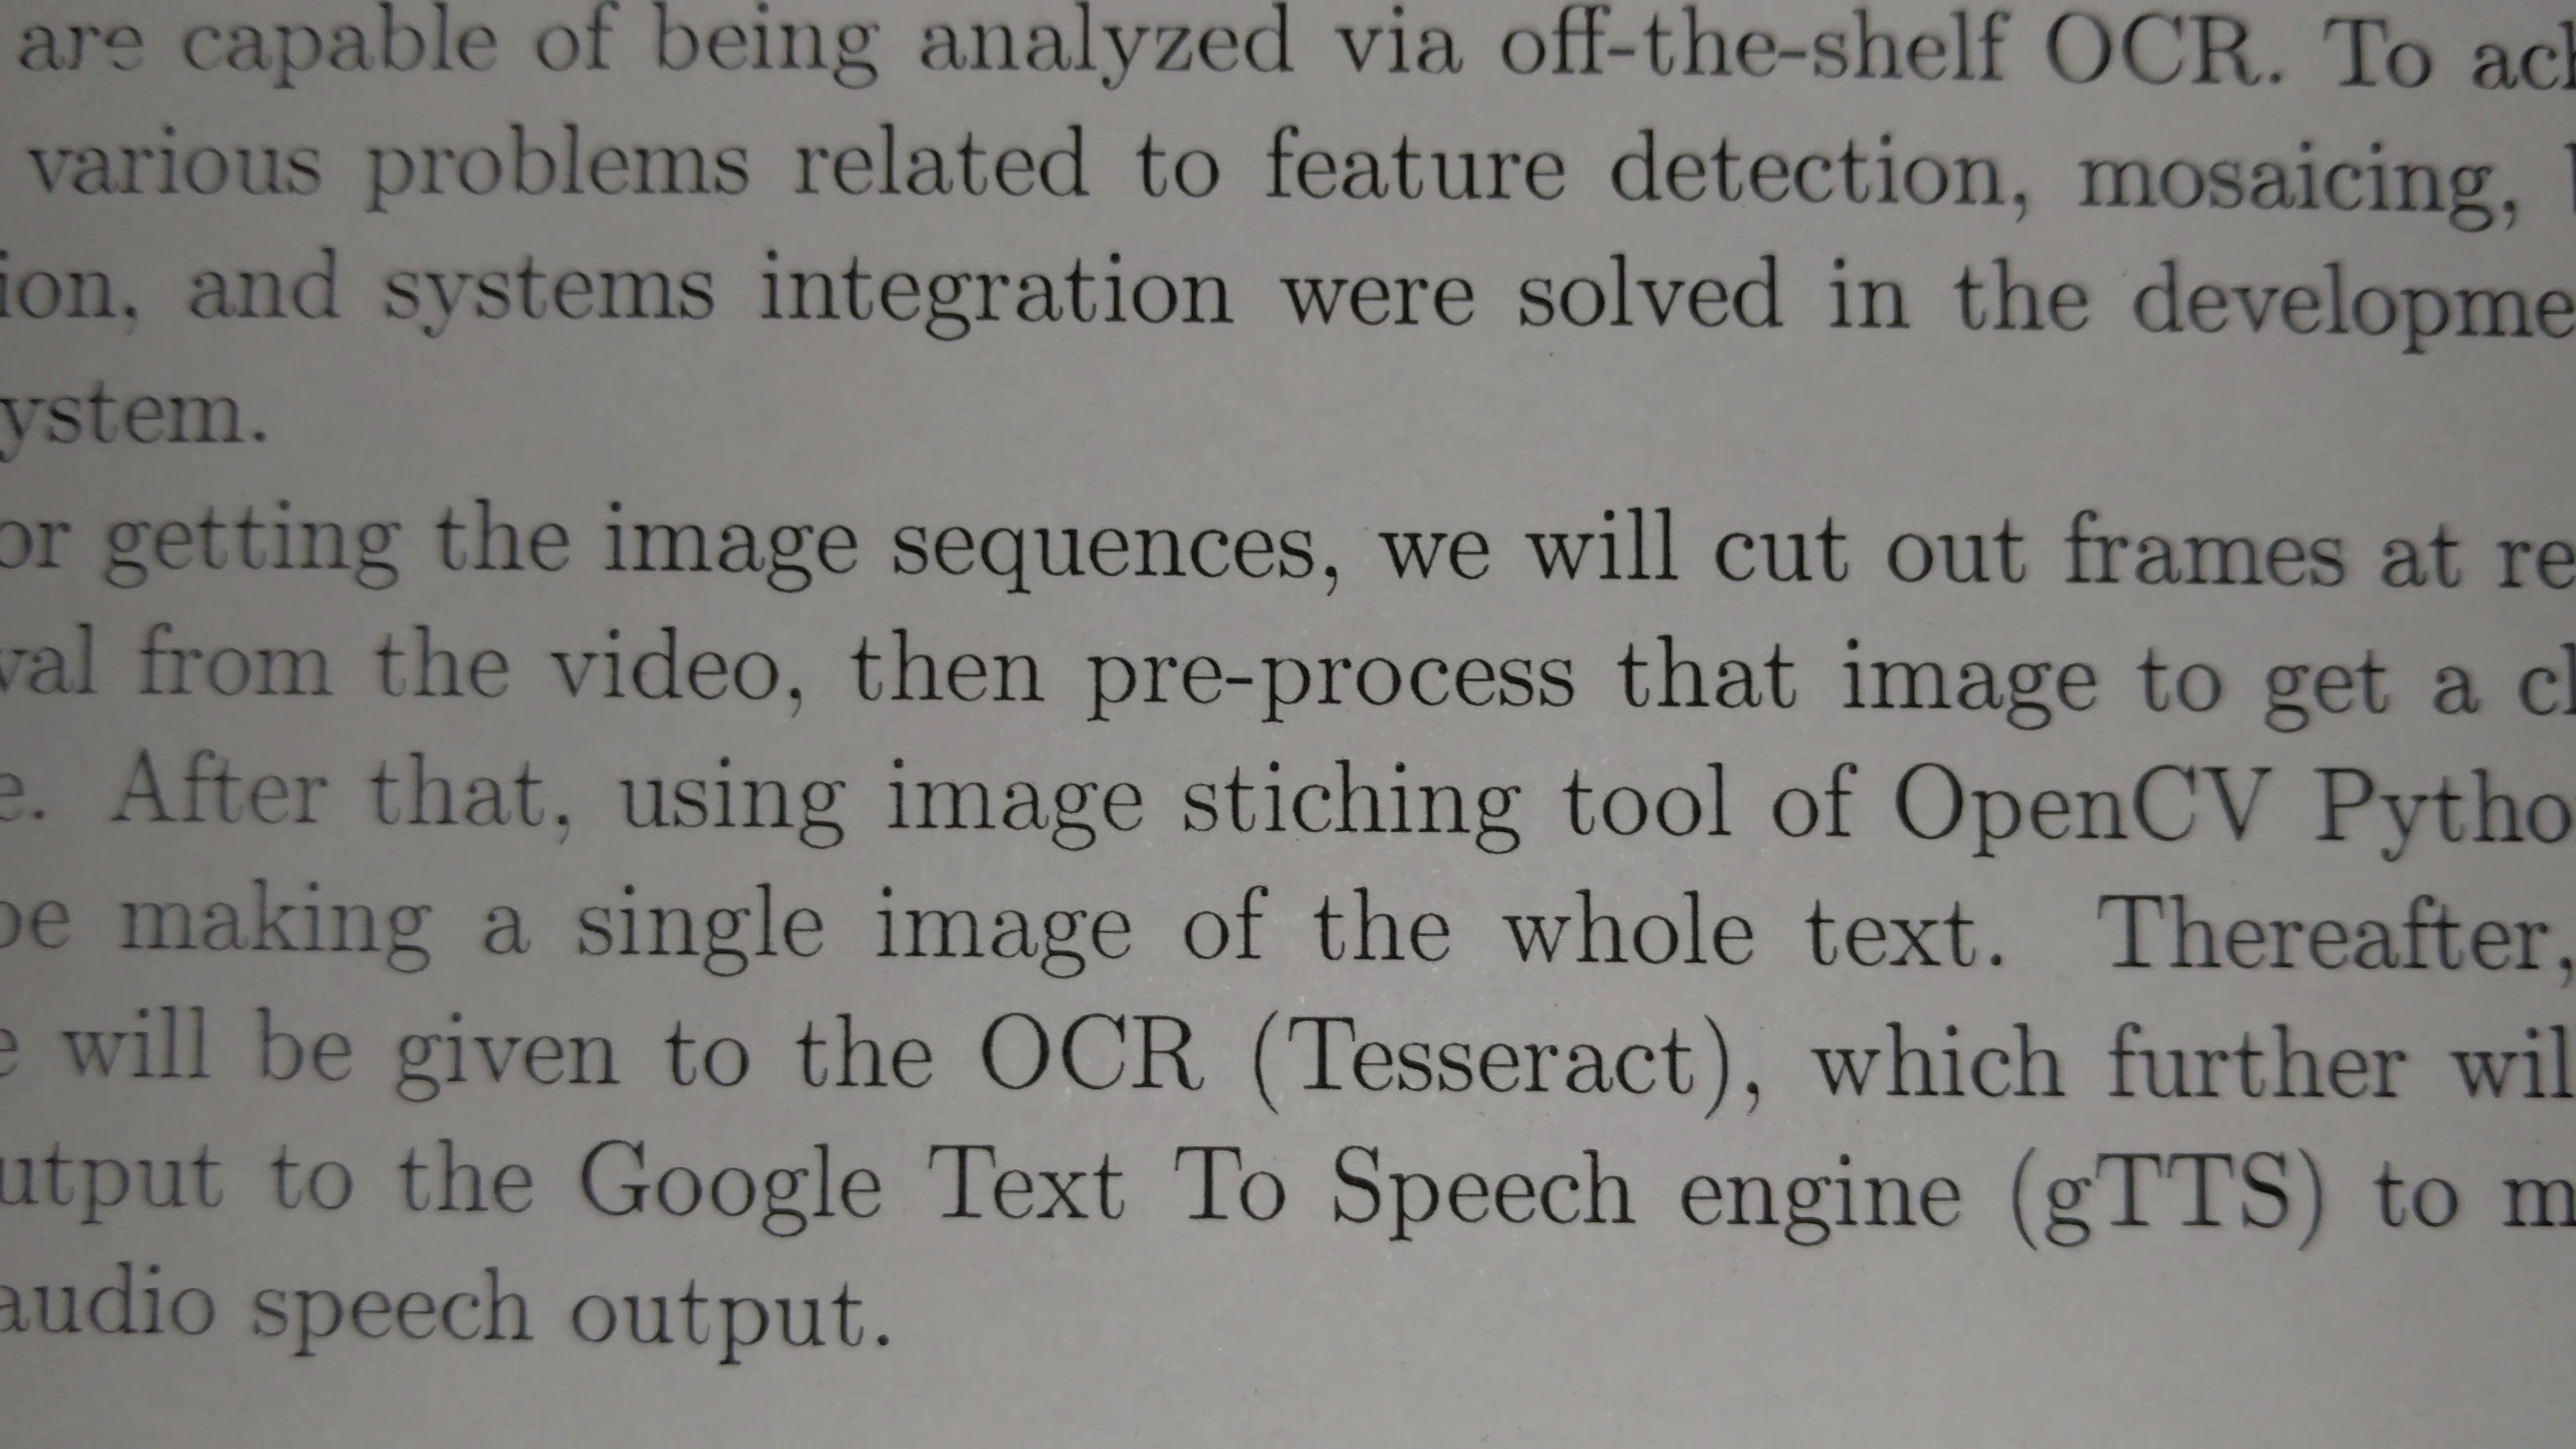 are capable of being analyzed via off-the-shelf OCR. To
various problems related to feature detection, mosaicing,
ion, and systems integration were solved in the developme
ystem.
or getting the image sequences, we will cut out frames at re
val from the video, then pre-process that image to get a
e. After that, using image stiching tool of OpenCV Pytho
be making a single image of the whole text. Thereafter,
e will be given to the OCR (Tesseract), which further wil
utput to the Google Text To Speech engine (gTTS) to m
audio speech output.